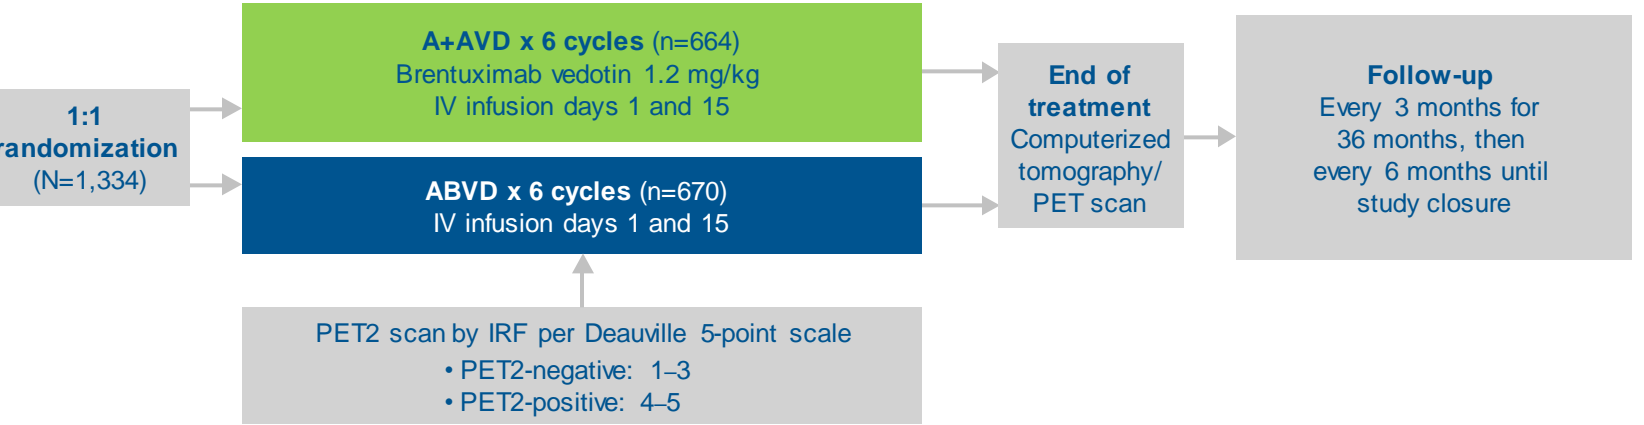 1:1
randomization
(N=1,334)
A+AVD x 6 cycles (n=664)
Brentuximab vedotin 1.2 mg/kg
IV infusion days 1 and 15
ABVD x 6 cycles (n=670)
IV infusion days 1 and 15
PET2 scan by IRF per Deauville 5-point scale
• PET2-negative: 1–3
• PET2-positive: 4–5
End of
treatment
Computerized
tomography/
PET scan
Follow-up
Every 3 months for
36 months, then
every 6 months until
study closure